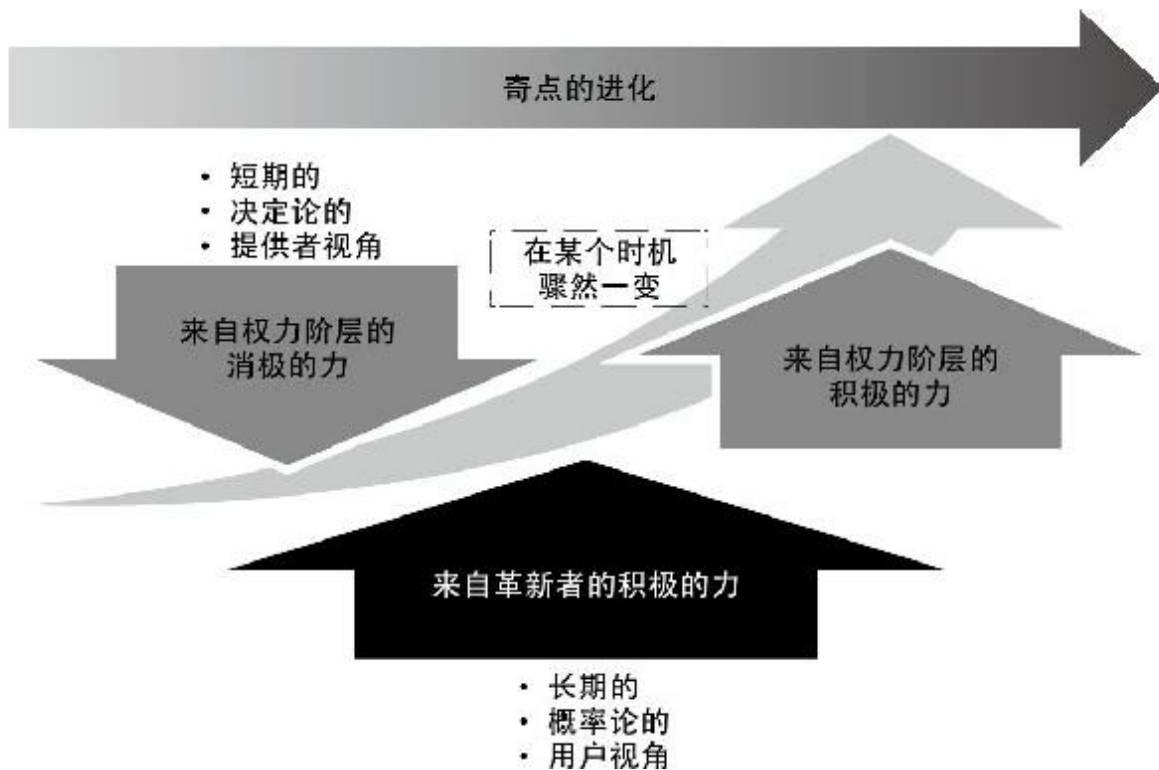 奇点的进化
• 短期的
• 决定论的
• 提供者视角
在某个时机
骤然一变
来自权力阶层的
消极的力
来自权力阶层的
积极的力
来自革新者的积极的力
• 长期的
• 概率论的
• 用户视角